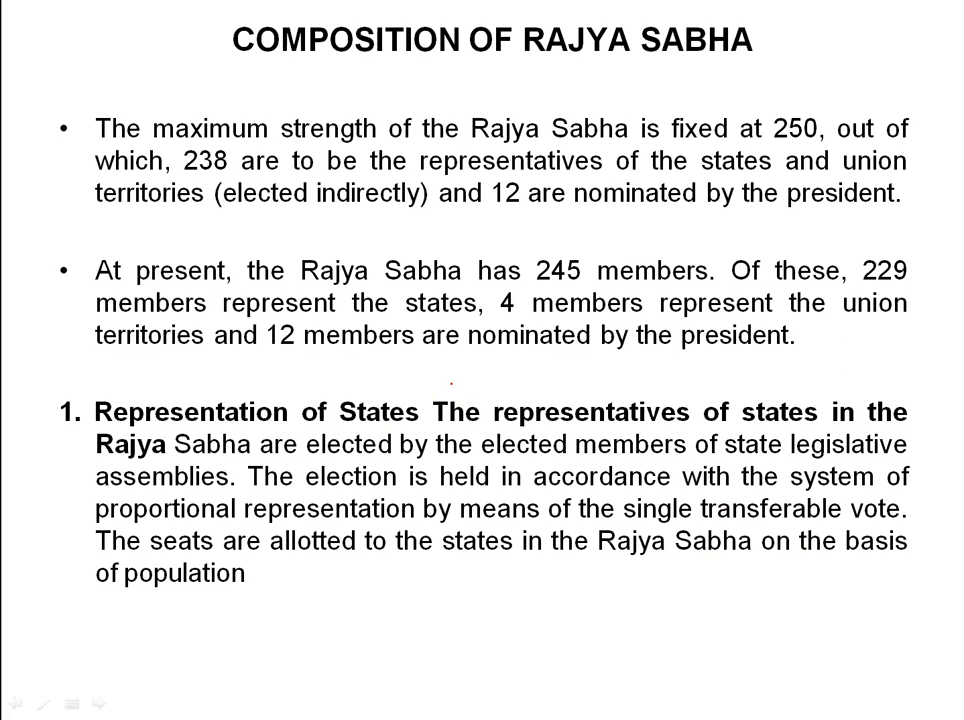 COMPOSITION OF RAJYA SABHA
• The maximum strength of the Rajya Sabha is fixed at 250, out of
which, 238 are to be the representatives of the states and union
territories (elected indirectly) and 12 are nominated by the president.
• At present, the Rajya Sabha has 245 members. Of these, 229
members represent the states, 4 members represent the union
territories and 12 members are nominated by the president.
1. Representation of States The representatives of states in the
Rajya Sabha are elected by the elected members of state legislative
assemblies. The election is held in accordance with the system of
proportional representation by means of the single transferable vote.
The seats are allotted to the states in the Rajya Sabha on the basis
of population